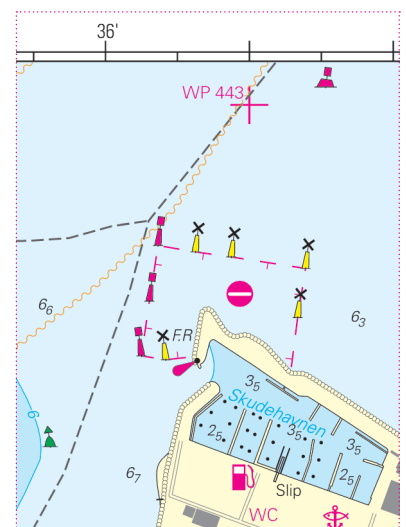 36'
WP 443
6₆
F.R
6₃
3₅
Skudehavnen
2₅
3₅
3₅
2₅
6
6₇
Slip
WC